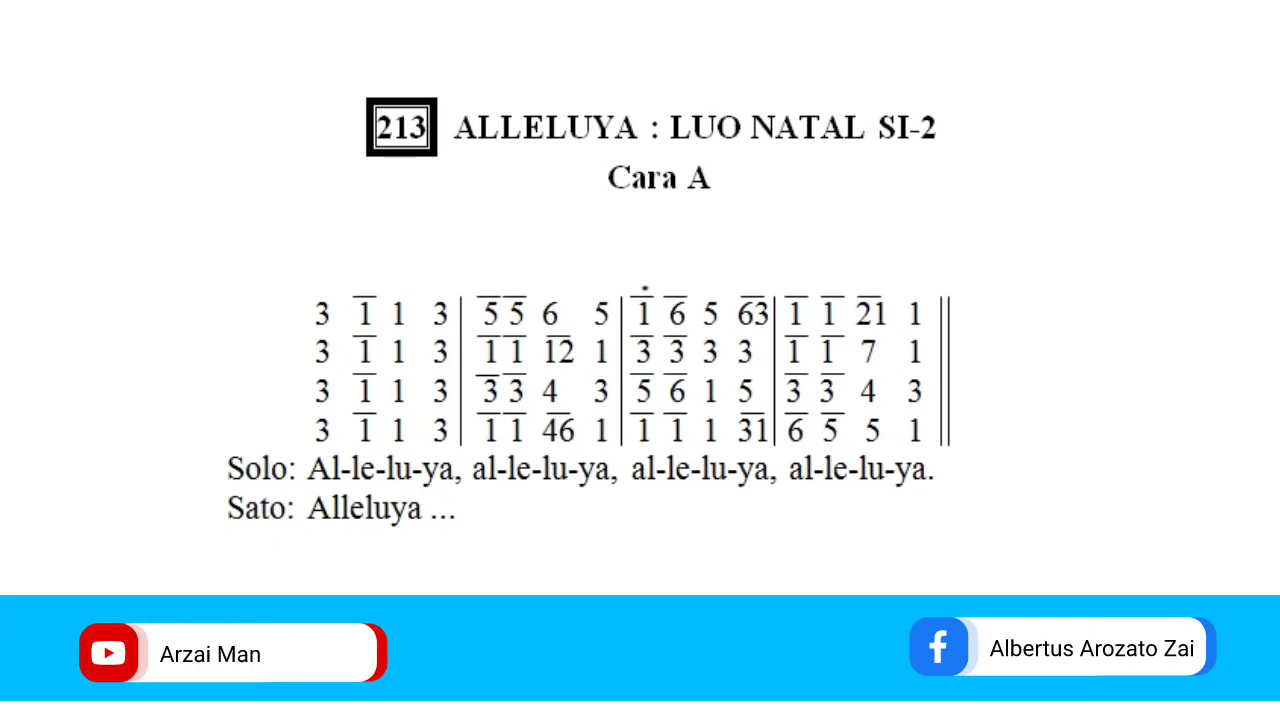 213 ALLELUYA : LUO NATAL SI-2
Cara A
3 1 1 3 | 5 5 6 5 | 1 6 5 63 | 1 1 21 1 ||
3 1 1 3 | 1 1 12 1 | 3 3 3 3 | 1 1 7 1 ||
3 1 1 3 | 3 3 4 3 | 5 6 1 5 | 3 3 4 3 ||
3 1 1 3 | 1 1 46 1 | 1 1 1 31 | 6 5 5 1 ||
Solo: Al-le-lu-ya, al-le-lu-ya, al-le-lu-ya, al-le-lu-ya.
Sato: Alleluya ...
Arzai Man
Albertus Arozato Zai